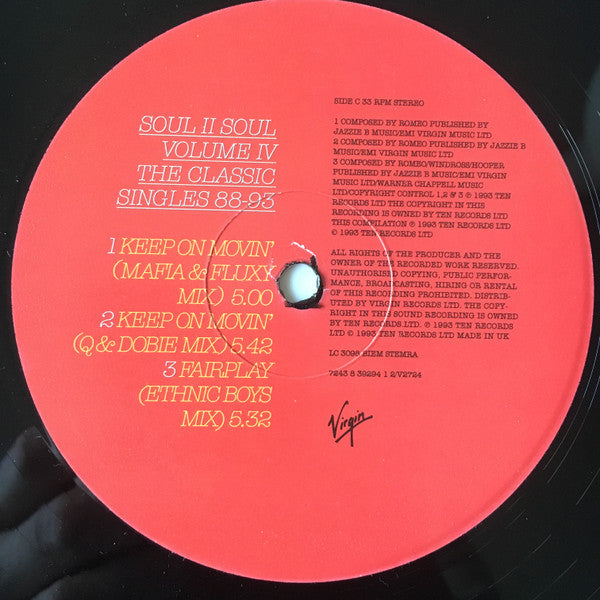 SOUL II SOUL
VOLUME IV
THE CLASSIC
SINGLES 88-93
1 KEEP ON MOVIN'
(MAFIA & FLUXY
MIX) 5.00
2 KEEP ON MOVIN'
(Q & DOBIE MIX) 5.42
3 FAIRPLAY
(ETHNIC BOYS
MIX) 5.32
SIDE C 33 RPM STEREO
1 COMPOSED BY ROMEO PUBLISHED BY
JAZZIE B MUSIC/EMI VIRGIN MUSIC LTD
2 COMPOSED BY ROMEO PUBLISHED BY JAZZIE B
MUSIC/EMI VIRGIN MUSIC LTD
3 COMPOSED BY ROMEO/WINDROSS/HOOPER
PUBLISHED BY JAZZIE B MUSIC/EMI VIRGIN
MUSIC LTD/WARNER CHAPPELL MUSIC
LTD/COPYRIGHT CONTROL 1,2 & 3 ℗ 1993 TEN
RECORDS LTD THE COPYRIGHT IN THIS
RECORDING IS OWNED BY TEN RECORDS LTD
THIS COMPILATION ℗ 1993 TEN RECORDS LTD
© 1993 TEN RECORDS LTD
ALL RIGHTS OF THE PRODUCER AND THE
OWNER OF THE RECORDED WORK RESERVED.
UNAUTHORISED COPYING, PUBLIC PERFOR-
MANCE, BROADCASTING, HIRING OR RENTAL
OF THIS RECORDING PROHIBITED. DISTRIB-
UTED BY VIRGIN RECORDS LTD. THE COPY-
RIGHT IN THIS SOUND RECORDING IS OWNED
BY TEN RECORDS LTD. ℗ 1993 TEN RECORDS
LTD © 1993 TEN RECORDS LTD MADE IN UK
LC 3098 BIEM STEMRA
7243 8 39294 1 2/V2724
Virgin